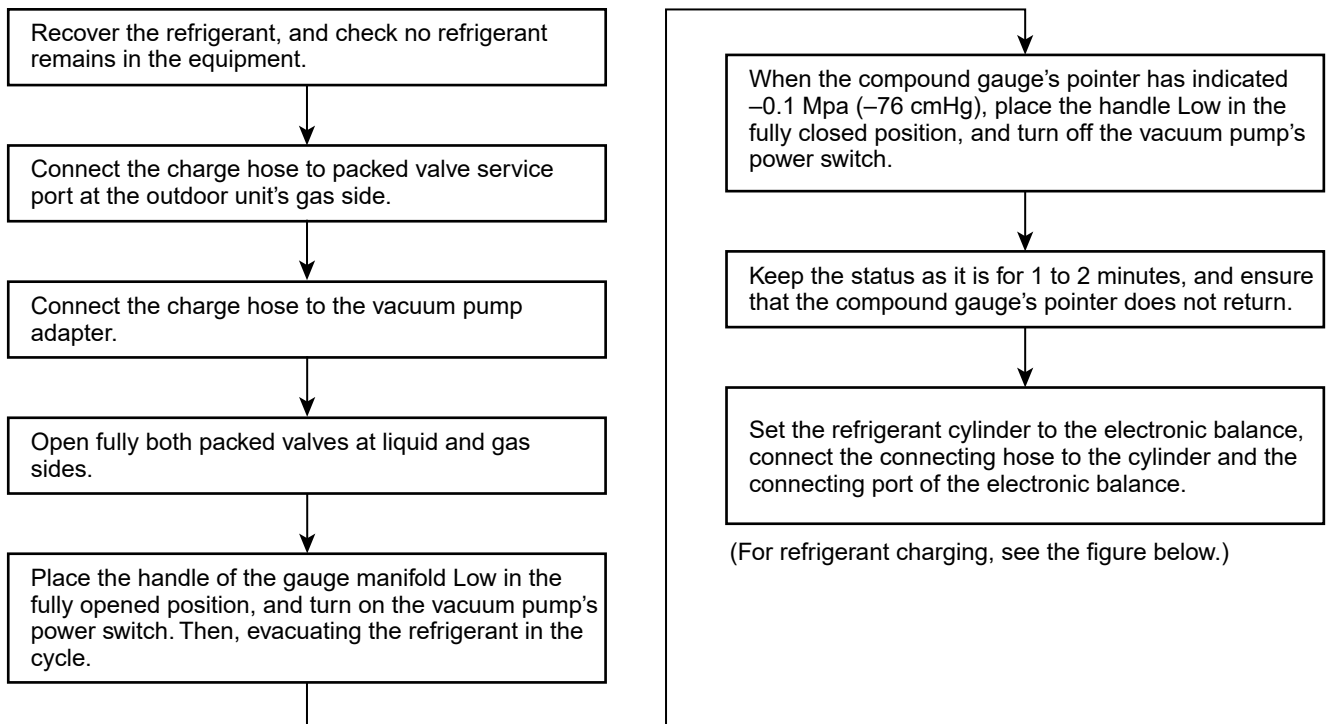 Recover the refrigerant, and check no refrigerant
remains in the equipment.
Connect the charge hose to packed valve service
port at the outdoor unit’s gas side.
Connect the charge hose to the vacuum pump
adapter.
Open fully both packed valves at liquid and gas
sides.
Place the handle of the gauge manifold Low in the
fully opened position, and turn on the vacuum pump’s
power switch. Then, evacuating the refrigerant in the
cycle.
When the compound gauge’s pointer has indicated
–0.1 Mpa (–76 cmHg), place the handle Low in the
fully closed position, and turn off the vacuum pump’s
power switch.
Keep the status as it is for 1 to 2 minutes, and ensure
that the compound gauge’s pointer does not return.
Set the refrigerant cylinder to the electronic balance,
connect the connecting hose to the cylinder and the
connecting port of the electronic balance.
(For refrigerant charging, see the figure below.)